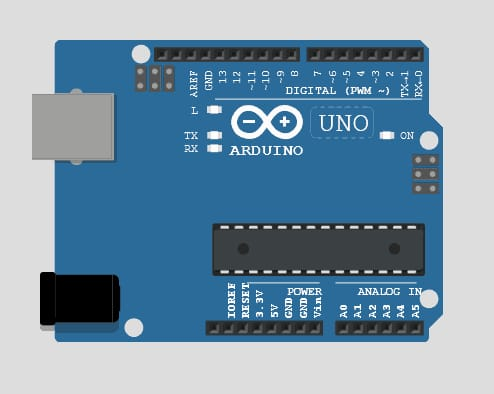 AREF
GND
13
12
~11
~10
~9
8
7
~6
~5
4
~3
2
TX→1
RX←0
DIGITAL (PWM ~)
L
TX
RX
UNO
ON
ARDUINO
POWER
ANALOG IN
IOREF
RESET
3.3V
5V
GND
GND
Vin
A0
A1
A2
A3
A4
A5